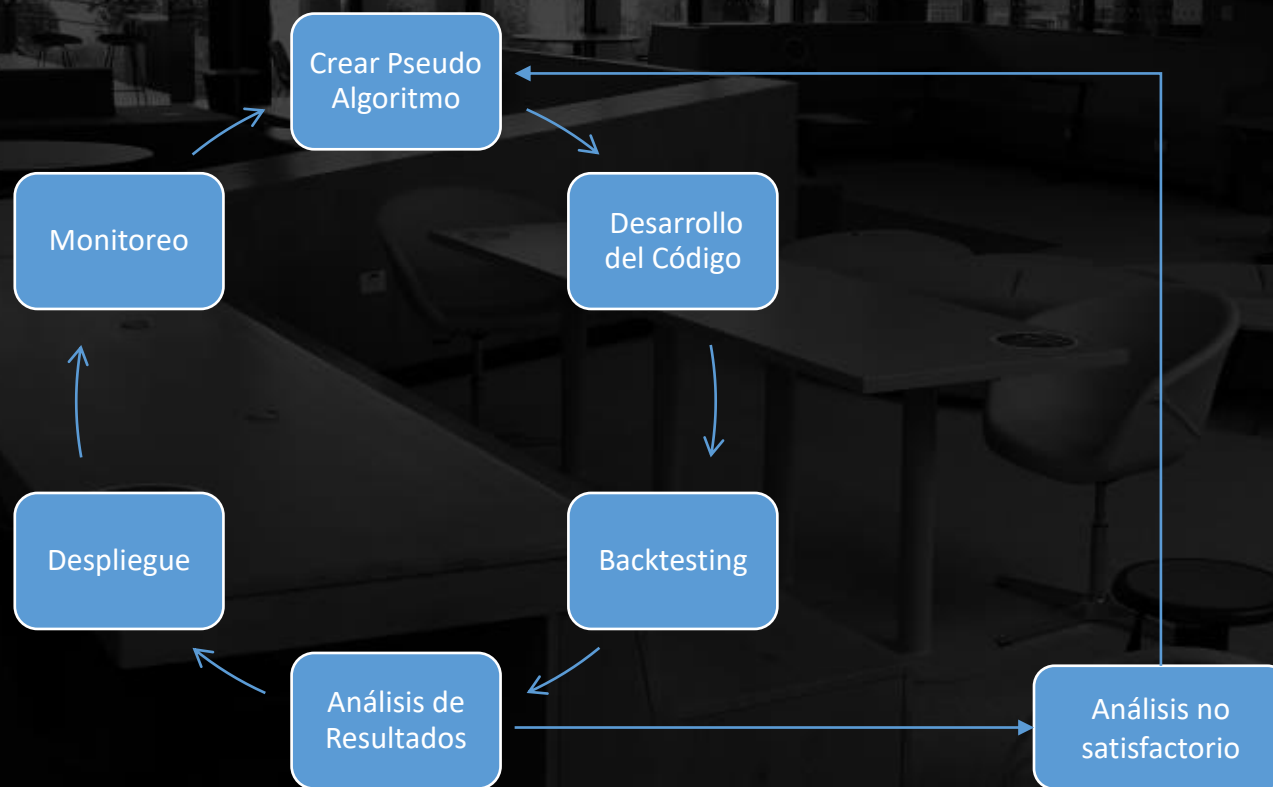 Crear Pseudo
Algoritmo
Desarrollo
del Código
Backtesting
Análisis de
Resultados
Despliegue
Monitoreo
Análisis no
satisfactorio